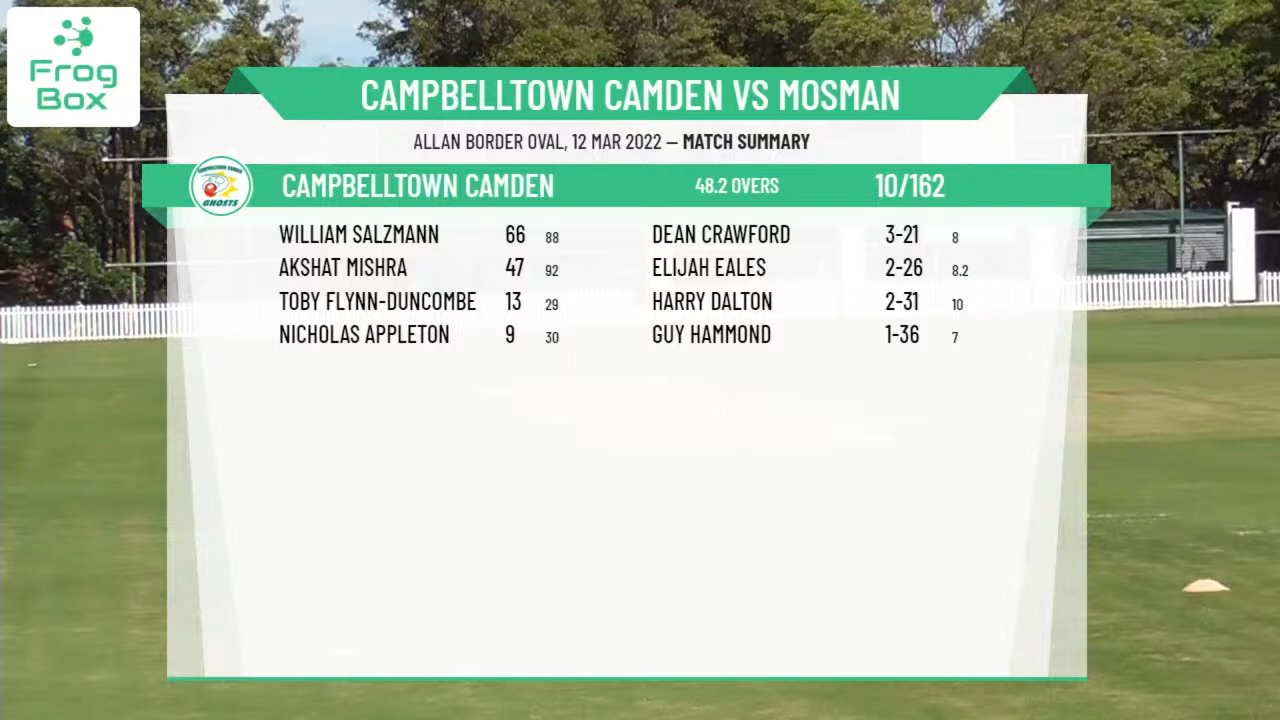 Frog
Box
CAMPBELLTOWN CAMDEN VS MOSMAN
ALLAN BORDER OVAL, 12 MAR 2022 – MATCH SUMMARY
CAMPBELLTOWN CAMDEN 48.2 OVERS 10/162
GHOSTS
WILLIAM SALZMANN 66 88 DEAN CRAWFORD 3-21 8
AKSHAT MISHRA 47 92 ELIJAH EALES 2-26 8.2
TOBY FLYNN-DUNCOMBE 13 29 HARRY DALTON 2-31 10
NICHOLAS APPLETON 9 30 GUY HAMMOND 1-36 7